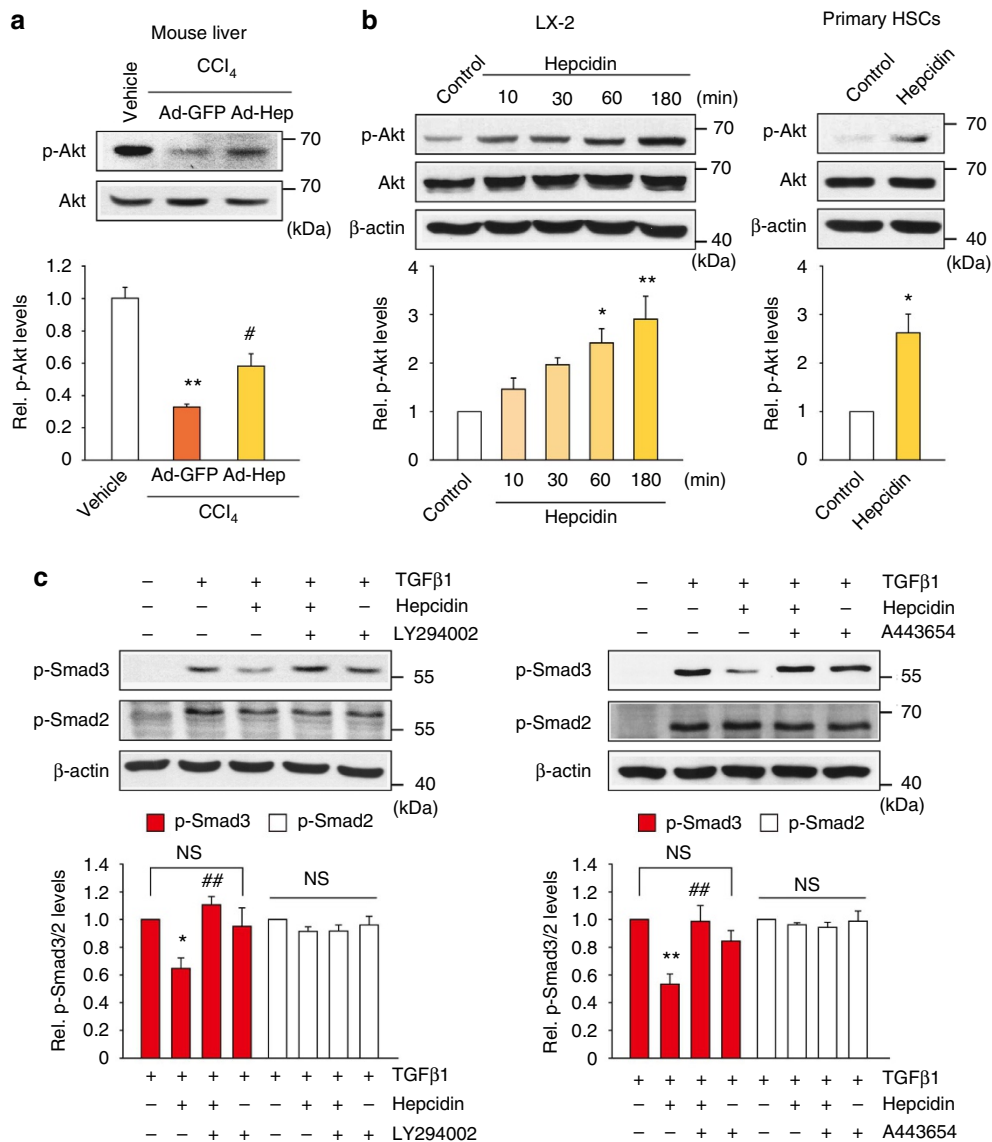 a
Mouse liver
Vehicle
CCl4
Ad-GFP Ad-Hep
p-Akt
70
Akt
70
(kDa)
Rel. p-Akt levels
1.2
1.0
0.8
0.6
0.4
0.2
0
**
#
Vehicle
Ad-GFP Ad-Hep
CCl4
b
LX-2
Control
Hepcidin
10 30 60 180 (min)
p-Akt
70
Akt
70
β-actin
40
(kDa)
Rel. p-Akt levels
4
3
2
1
0
*
**
Control
10 30 60 180 (min)
Hepcidin
Primary HSCs
Control
Hepcidin
p-Akt
70
Akt
70
β-actin
40
(kDa)
Rel. p-Akt levels
4
3
2
1
0
*
Control
Hepcidin
c
– + + + + TGFβ1
– – + + – Hepcidin
– – – + + LY294002
p-Smad3
55
p-Smad2
55
β-actin
40
(kDa)
p-Smad3 p-Smad2
Rel. p-Smad3/2 levels
1.4
1.2
1.0
0.8
0.6
0.4
0.2
0
NS
*
##
NS
+ + + + + + + + TGFβ1
– + + – – + + – Hepcidin
– – + + – – + + LY294002
– + + + + TGFβ1
– – + + – Hepcidin
– – – + + A443654
p-Smad3
55
p-Smad2
70
β-actin
40
(kDa)
p-Smad3 p-Smad2
Rel. p-Smad3/2 levels
1.4
1.2
1.0
0.8
0.6
0.4
0.2
0
NS
**
##
NS
+ + + + + + + + TGFβ1
– + + – – + + – Hepcidin
– – + + – – + + A443654